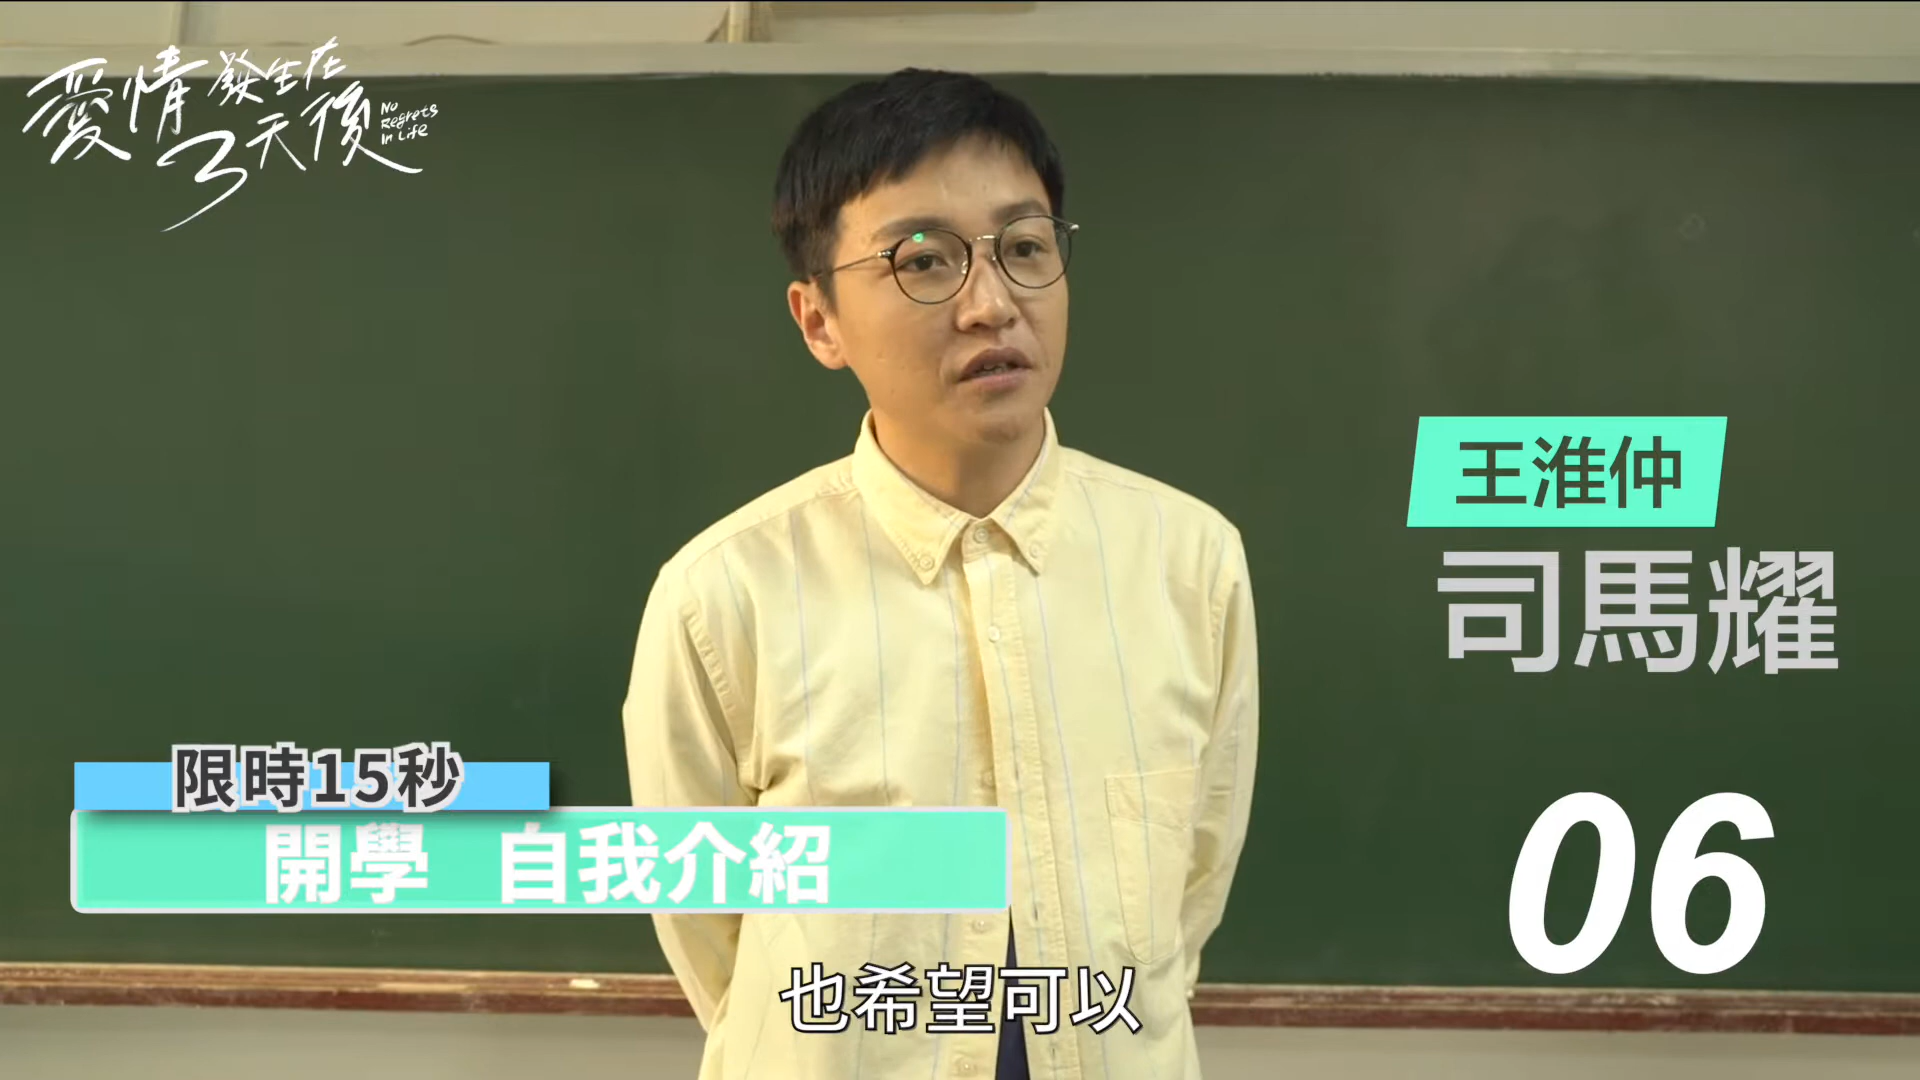 愛情發生在
3天後
No
Regrets
In Life
王淮仲
司馬耀
限時15秒
開學 自我介紹
06
也希望可以